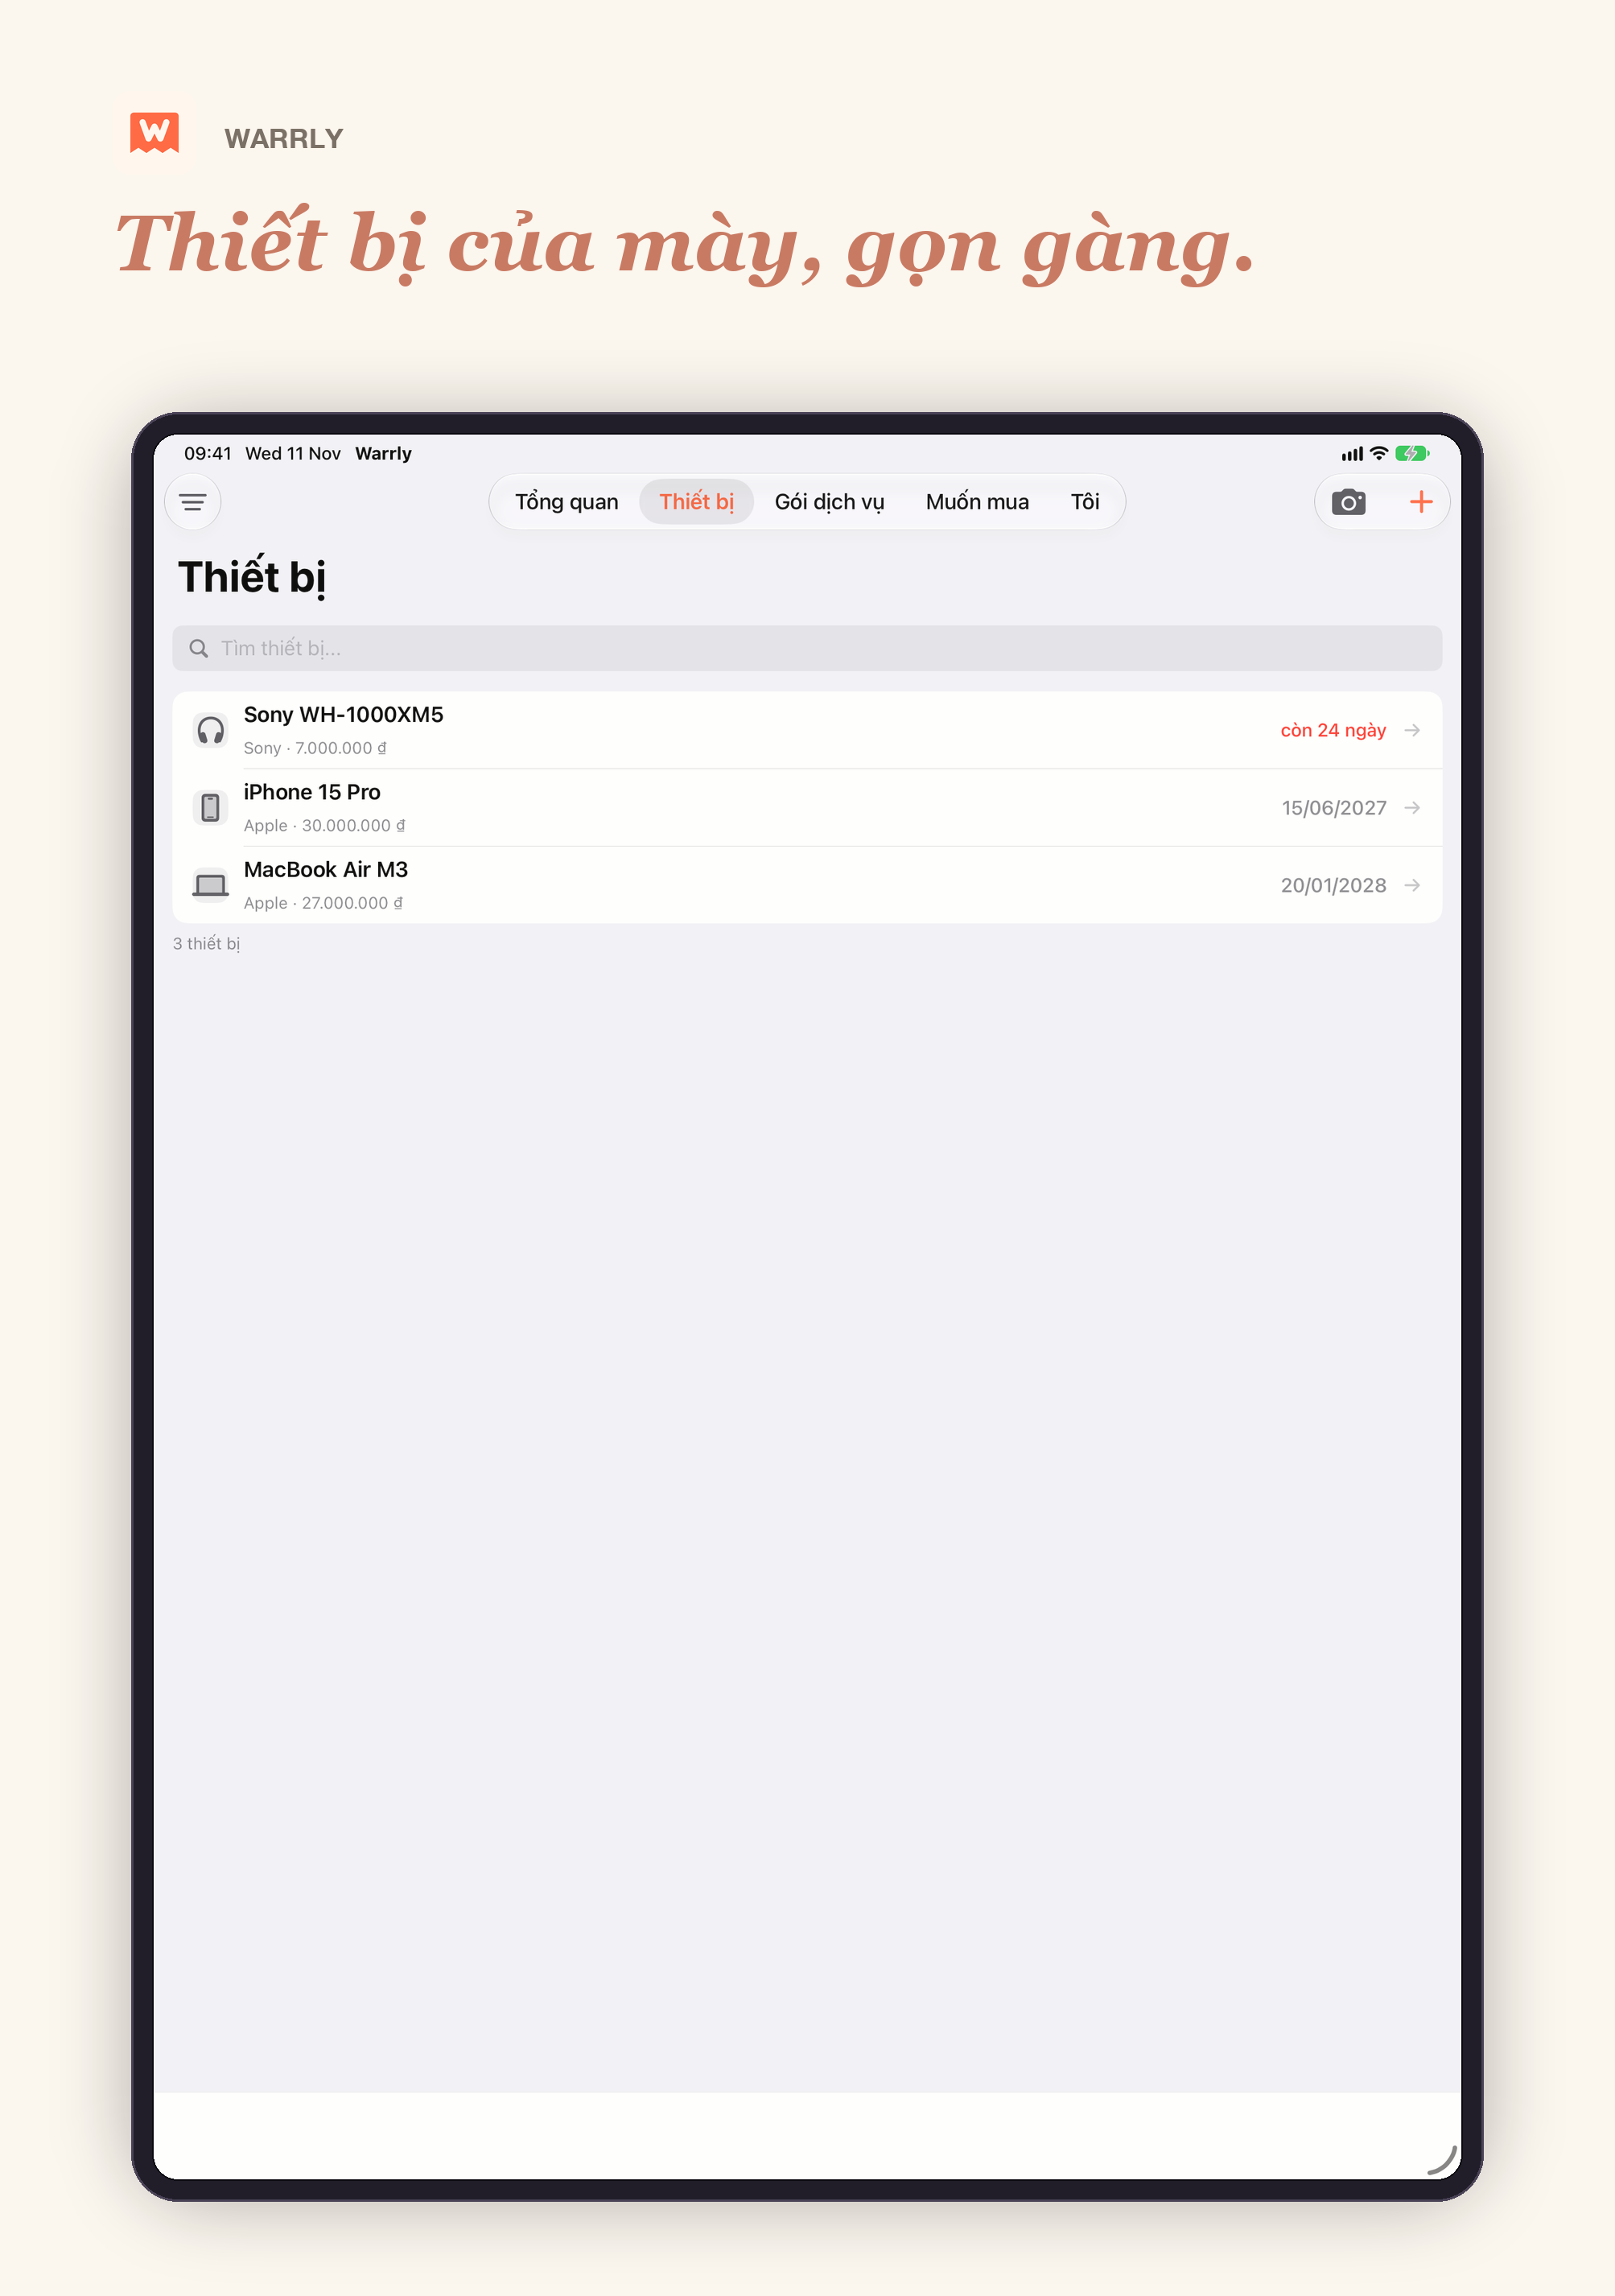 WARRLY
Thiết bị của mày, gọn gàng.
09:41 Wed 11 Nov Warrly
Tổng quan Thiết bị Gói dịch vụ Muốn mua Tôi
Thiết bị
Tìm thiết bị...
Sony WH-1000XM5
Sony · 7.000.000 ₫
còn 24 ngày
iPhone 15 Pro
Apple · 30.000.000 ₫
15/06/2027
MacBook Air M3
Apple · 27.000.000 ₫
20/01/2028
3 thiết bị